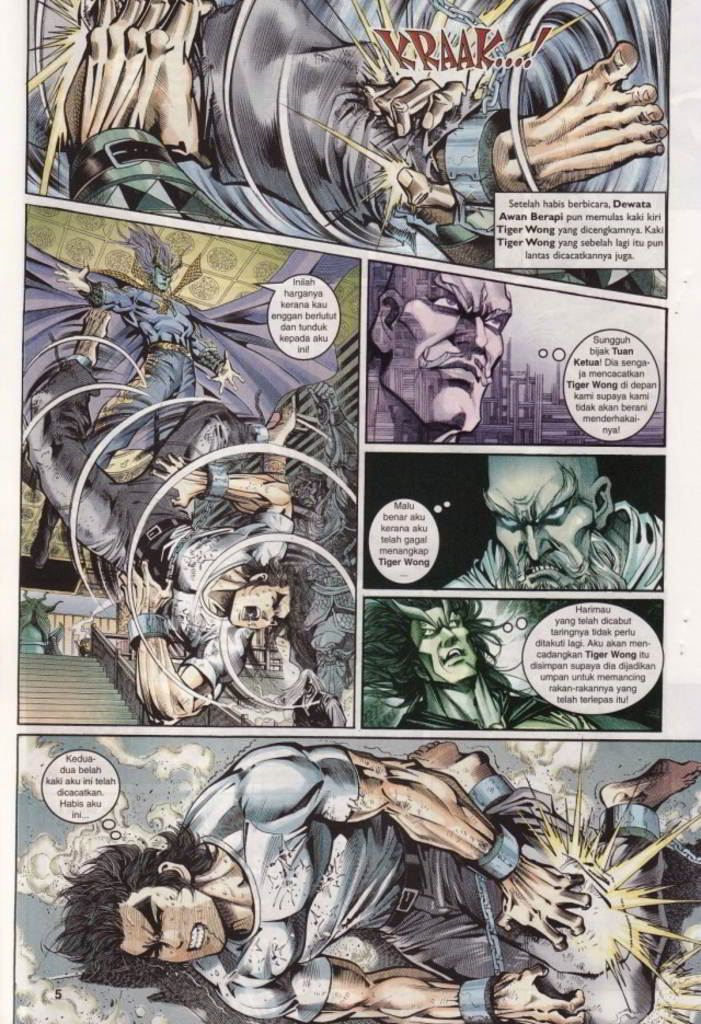 KRAAK....!
Setelah habis berbicara, Dewata
Awan Berapi pun memulas kaki kiri
Tiger Wong yang dicengkamnya. Kaki
Tiger Wong yang sebelah lagi itu pun
lantas dicacatkannya juga.
Inilah
harganya
kerana kau
enggan berlutut
dan tunduk
kepada aku
ini!
Sungguh
bijak Tuan
Ketua! Dia senga-
ja mencacatkan
Tiger Wong di depan
kami supaya kami
tidak akan berani
menderhakai-
nya!
Malu
benar aku
kerana aku
telah gagal
menangkap
Tiger Wong
...
Harimau
yang telah dicabut
taringnya tidak perlu
ditakuti lagi. Aku akan men-
cadangkan Tiger Wong itu
disimpan supaya dia dijadikan
umpan untuk memancing
rakan-rakannya yang
telah terlepas itu!
Kedua-
dua belah
kaki aku ini telah
dicacatkan.
Habis aku
ini...
5